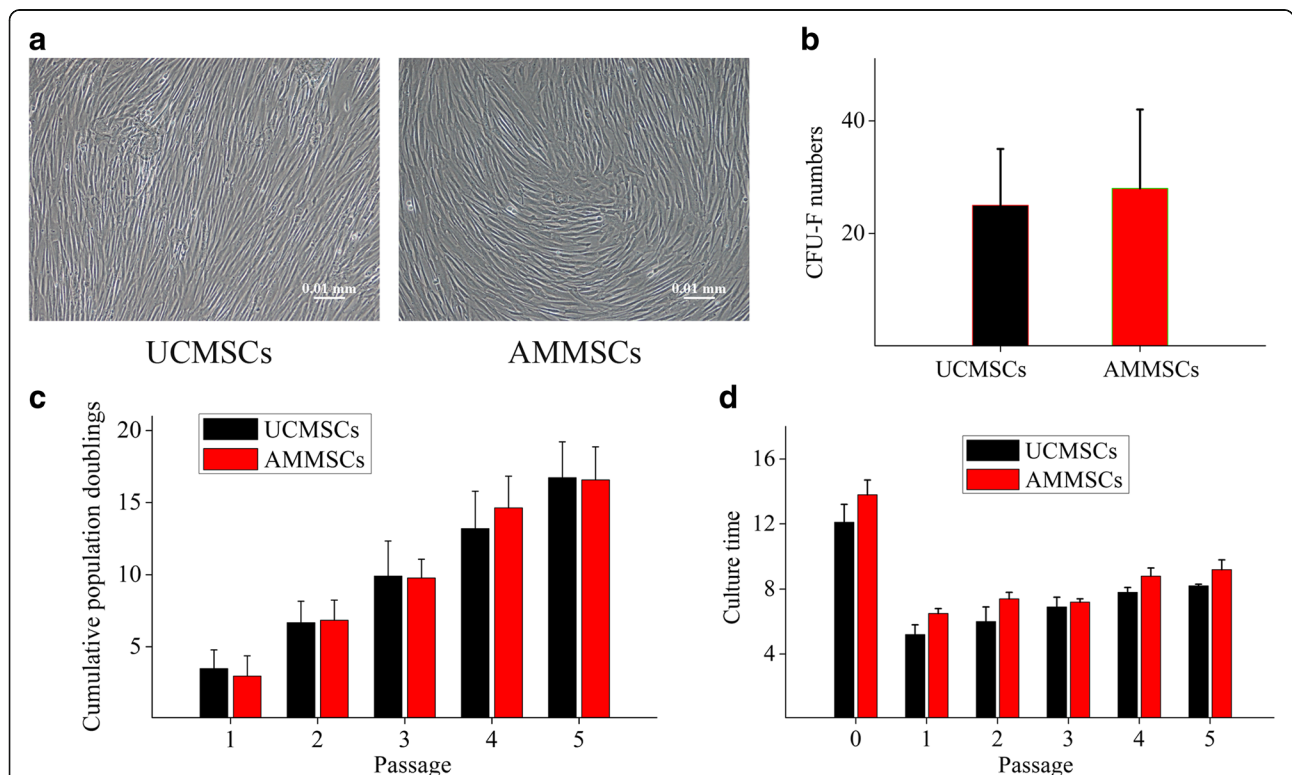 a
0.01 mm
0.01 mm
UCMSCs
AMMSCs
b
CFU-F numbers
40
20
UCMSCs
AMMSCs
c
Cumulative population doublings
20
15
10
5
UCMSCs
AMMSCs
1 2 3 4 5
Passage
d
Culture time
16
12
8
4
UCMSCs
AMMSCs
0 1 2 3 4 5
Passage